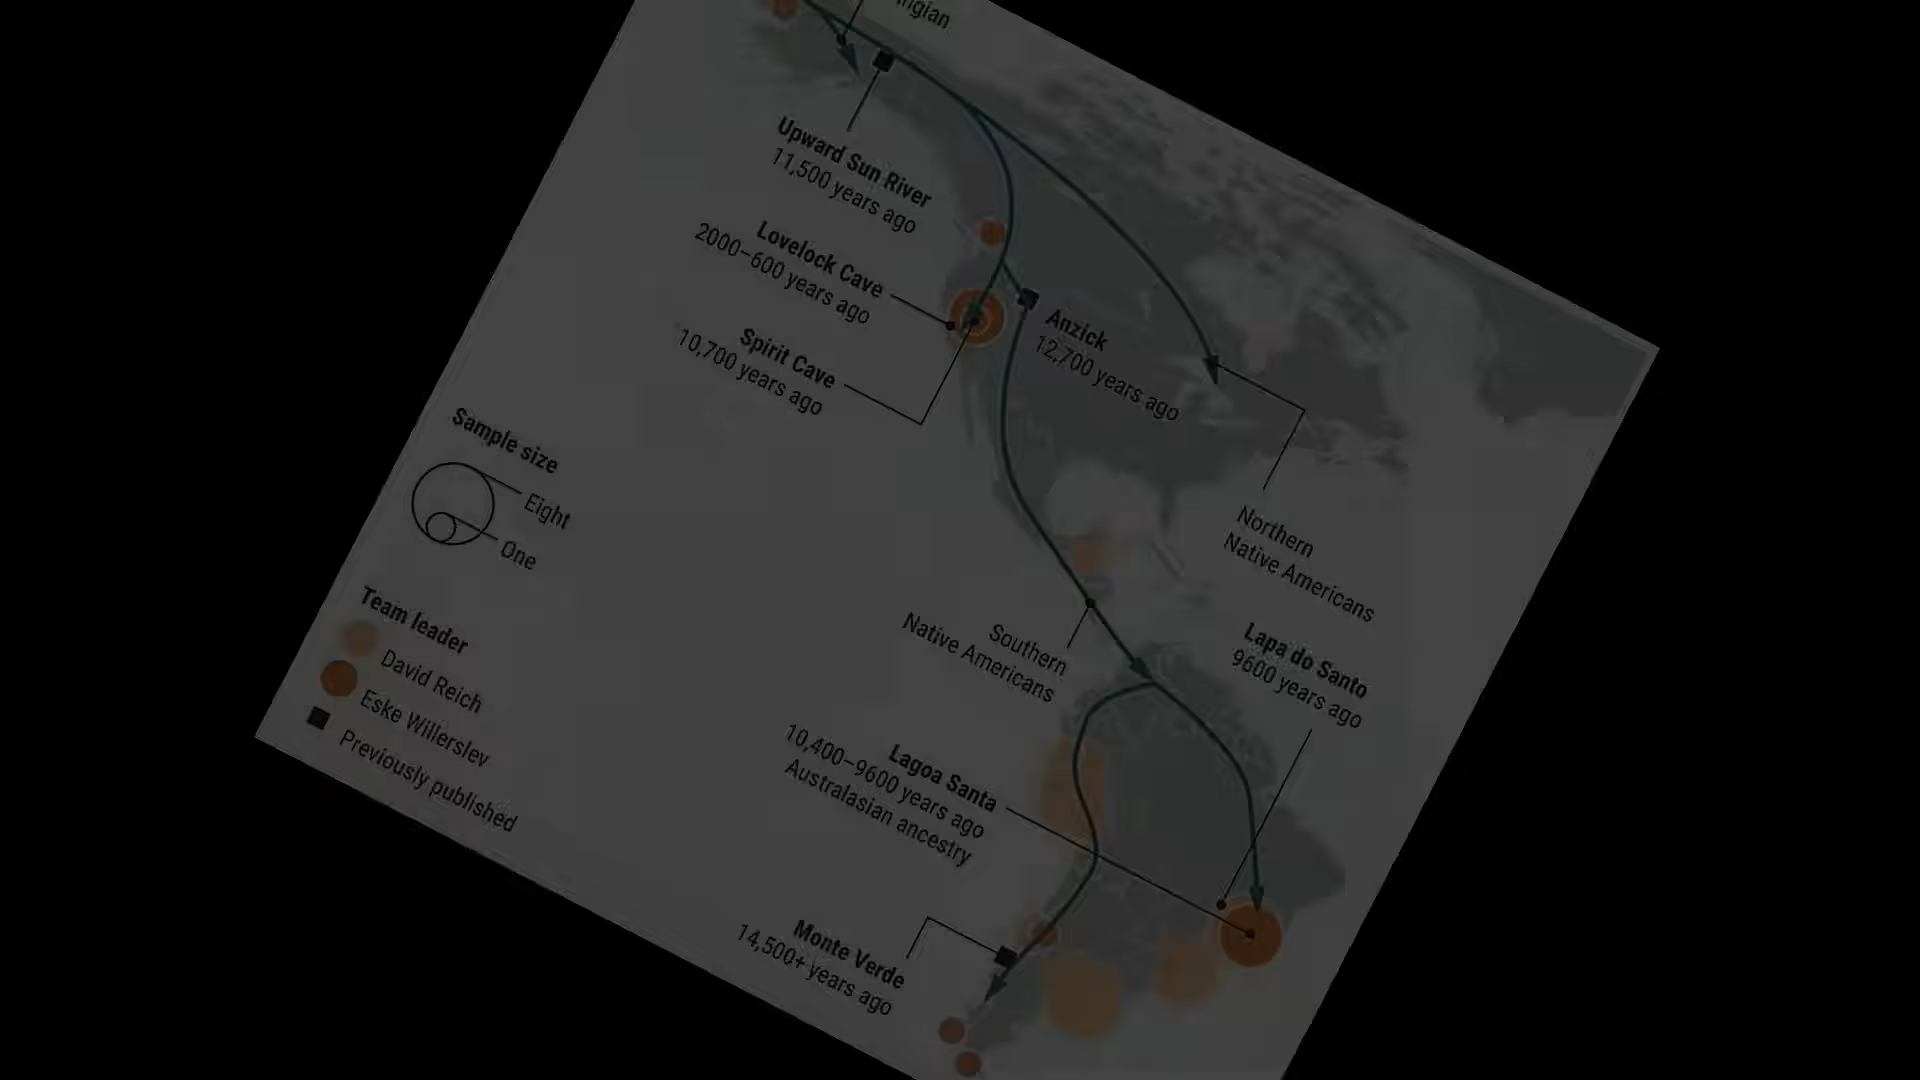 Upward Sun River
11,500 years ago
Lovelock Cave
2000–600 years ago
Spirit Cave
10,700 years ago
Anzick
12,700 years ago
Sample size
Eight
One
Northern
Native Americans
Team leader
David Reich
Eske Willerslev
Previously published
Southern
Native Americans
Lapa do Santo
9600 years ago
Lagoa Santa
10,400–9600 years ago
Australasian ancestry
Monte Verde
14,500+ years ago